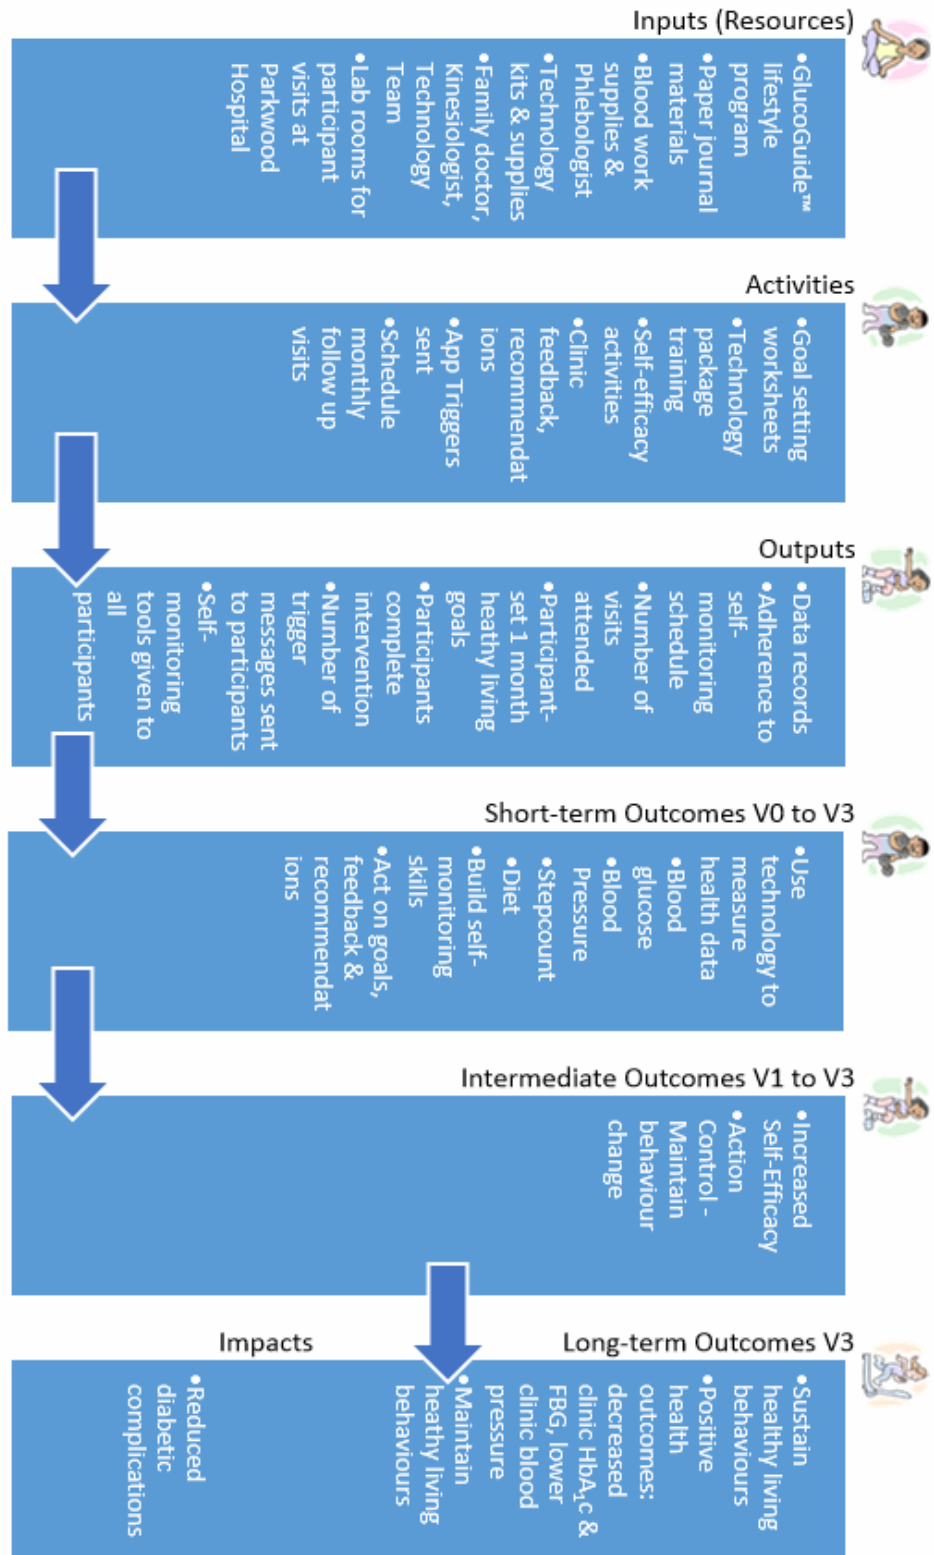 Inputs (Resources)
•GlucoGuide™
lifestyle
program
•Paper journal
materials
•Blood work
supplies &
Phlebologist
•Technology
kits & supplies
•Family doctor,
Kinesiologist,
Technology
Team
•Lab rooms for
participant
visits at
Parkwood
Hospital
Activities
•Goal setting
worksheets
•Technology
package
training
•Self-efficacy
activities
•Clinic
feedback,
recommendat
ions
•App Triggers
sent
•Schedule
monthly
follow up
visits
Outputs
•Data records
•Adherence to
self-
monitoring
schedule
•Number of
visits
attended
•Participant-
set 1 month
heathy living
goals
•Participants
complete
intervention
•Number of
trigger
messages sent
to participants
•Self-
monitoring
tools given to
all
participants
Short-term Outcomes V0 to V3
•Use
technology to
measure
health data
•Blood
glucose
•Blood
Pressure
•Stepcount
•Diet
•Build self-
monitoring
skills
•Act on goals,
feedback &
recommendat
ions
Intermediate Outcomes V1 to V3
•Increased
Self-Efficacy
•Action
Control -
Maintain
behaviour
change
Long-term Outcomes V3
•Sustain
healthy living
behaviours
•Positive
health
outcomes:
decreased
clinic HbA₁c &
FBG, lower
clinic blood
pressure
•Maintain
heathy living
behaviours
Impacts
•Reduced
diabetic
complications